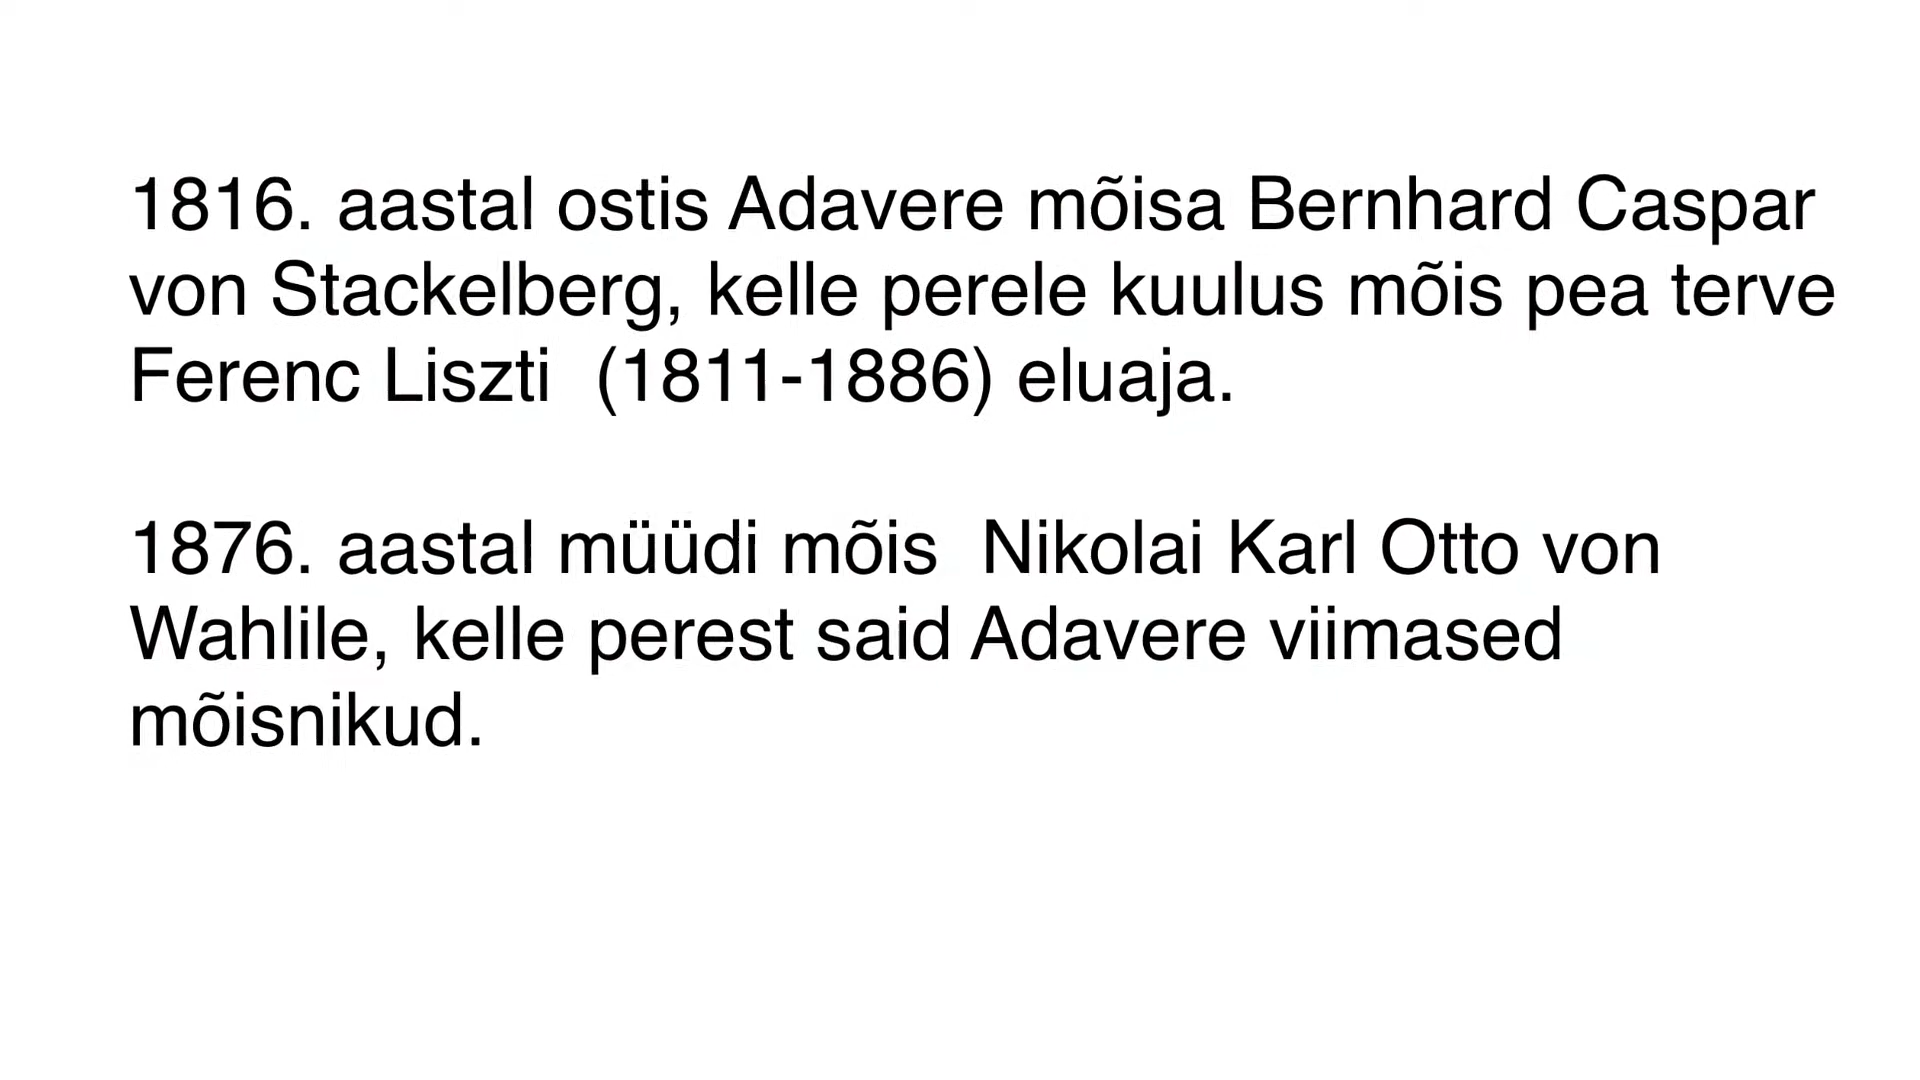 1816. aastal ostis Adavere mõisa Bernhard Caspar
von Stackelberg, kelle perele kuulus mõis pea terve
Ferenc Liszti  (1811-1886) eluaja.
1876. aastal müüdi mõis  Nikolai Karl Otto von
Wahlile, kelle perest said Adavere viimased
mõisnikud.